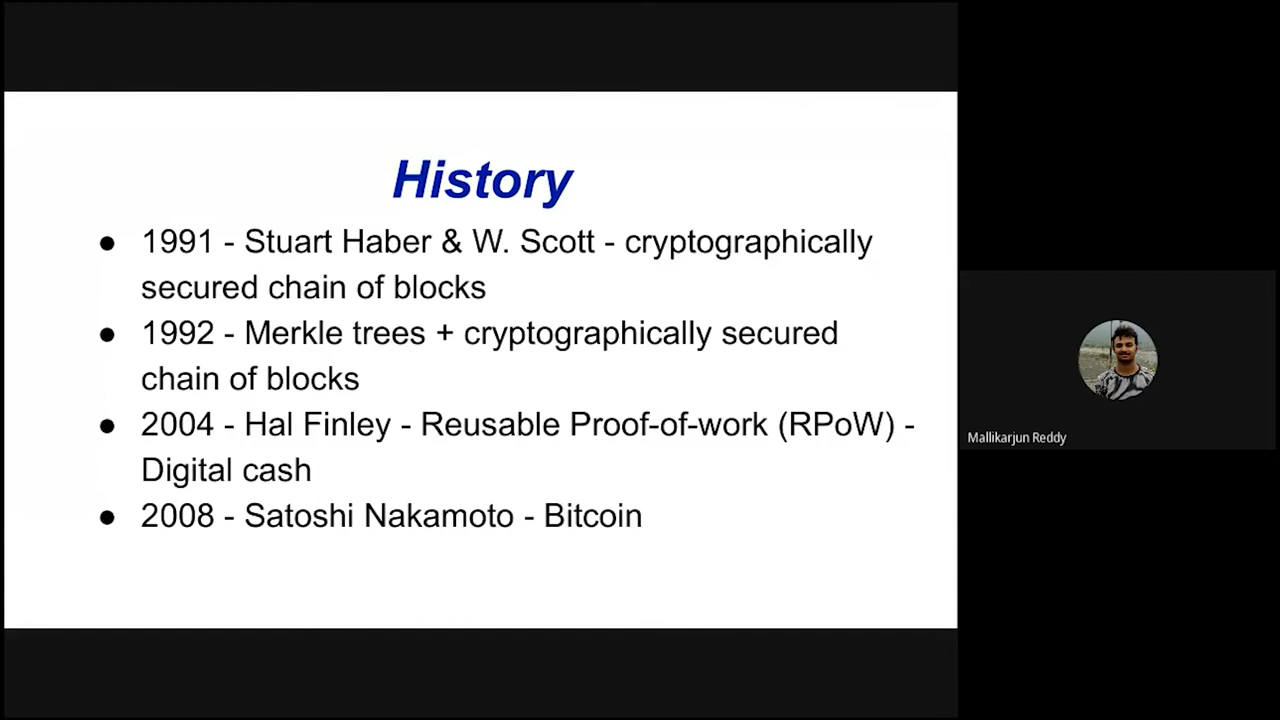 History
● 1991 - Stuart Haber & W. Scott - cryptographically
secured chain of blocks
● 1992 - Merkle trees + cryptographically secured
chain of blocks
● 2004 - Hal Finley - Reusable Proof-of-work (RPoW) -
Digital cash
● 2008 - Satoshi Nakamoto - Bitcoin
Mallikarjun Reddy